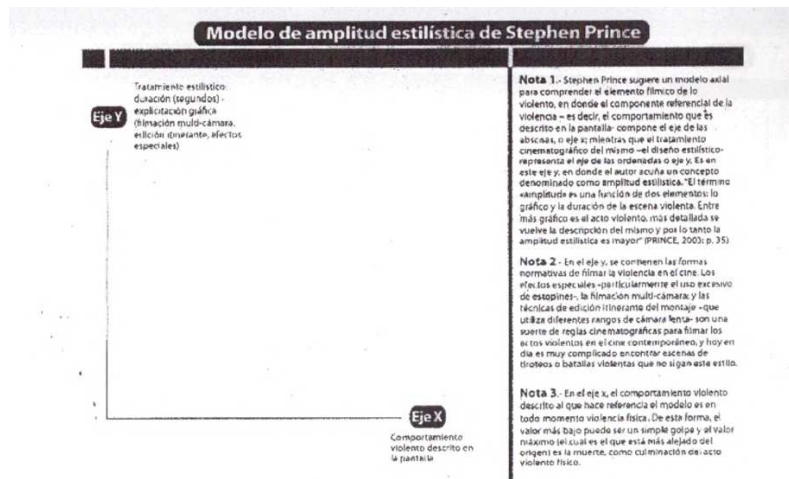 Modelo de amplitud estilística de Stephen Prince
Eje Y
Tratamiento estilístico:
duración (segundos) -
explicitación gráfica
(filmación multi-cámara,
edición itinerante, efectos
especiales)
Eje X
Comportamiento
violento descrito en
la pantalla
Nota 1.- Stephen Prince sugiere un modelo axial
para comprender el elemento fílmico de lo
violento, en donde el componente referencial de la
violencia – es decir, el comportamiento que es
descrito en la pantalla- compone el eje de las
abscisas, o eje x; mientras que el tratamiento
cinematográfico del mismo –el diseño estilístico-
representa el eje de las ordenadas o eje y. Es en
este eje y, en donde el autor acuña un concepto
denominado como amplitud estilística. "El término
«amplitud» es una función de dos elementos: lo
gráfico y la duración de la escena violenta. Entre
más gráfico es el acto violento, más detallada se
vuelve la descripción del mismo y por lo tanto la
amplitud estilística es mayor" (PRINCE, 2003: p. 35)
Nota 2.- En el eje y, se contienen las formas
normativas de filmar la violencia en el cine. Los
efectos especiales -particularmente el uso excesivo
de estopines-, la filmación multi-cámara; y las
técnicas de edición itinerante del montaje -que
utiliza diferentes rangos de cámara lenta- son una
suerte de reglas cinematográficas para filmar los
actos violentos en el cine contemporáneo, y hoy en
día es muy complicado encontrar escenas de
tiroteos o batallas violentas que no sigan este estilo.
Nota 3.- En el eje x, el comportamiento violento
descrito al que hace referencia el modelo es en
todo momento violencia física. De esta forma, el
valor más bajo puede ser un simple golpe y el valor
máximo (el cual es el que está más alejado del
origen) es la muerte, como culminación del acto
violento físico.